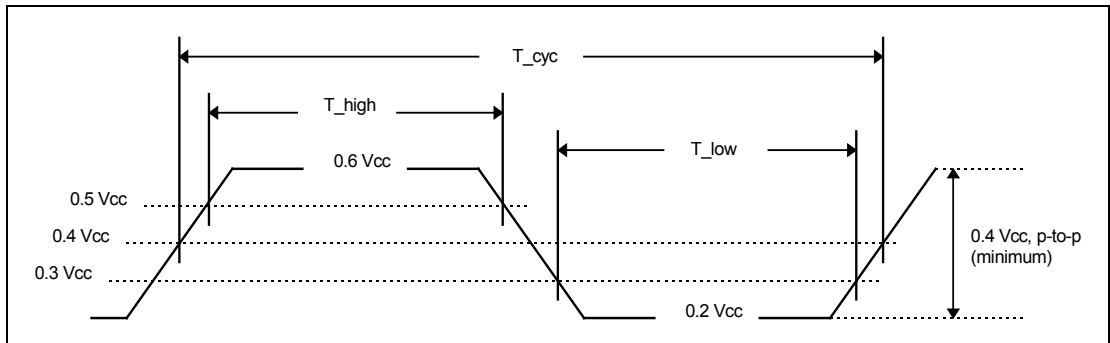 T_cyc
T_high
T_low
0.6 Vcc
0.5 Vcc
0.4 Vcc
0.4 Vcc, p-to-p
(minimum)
0.3 Vcc
0.2 Vcc